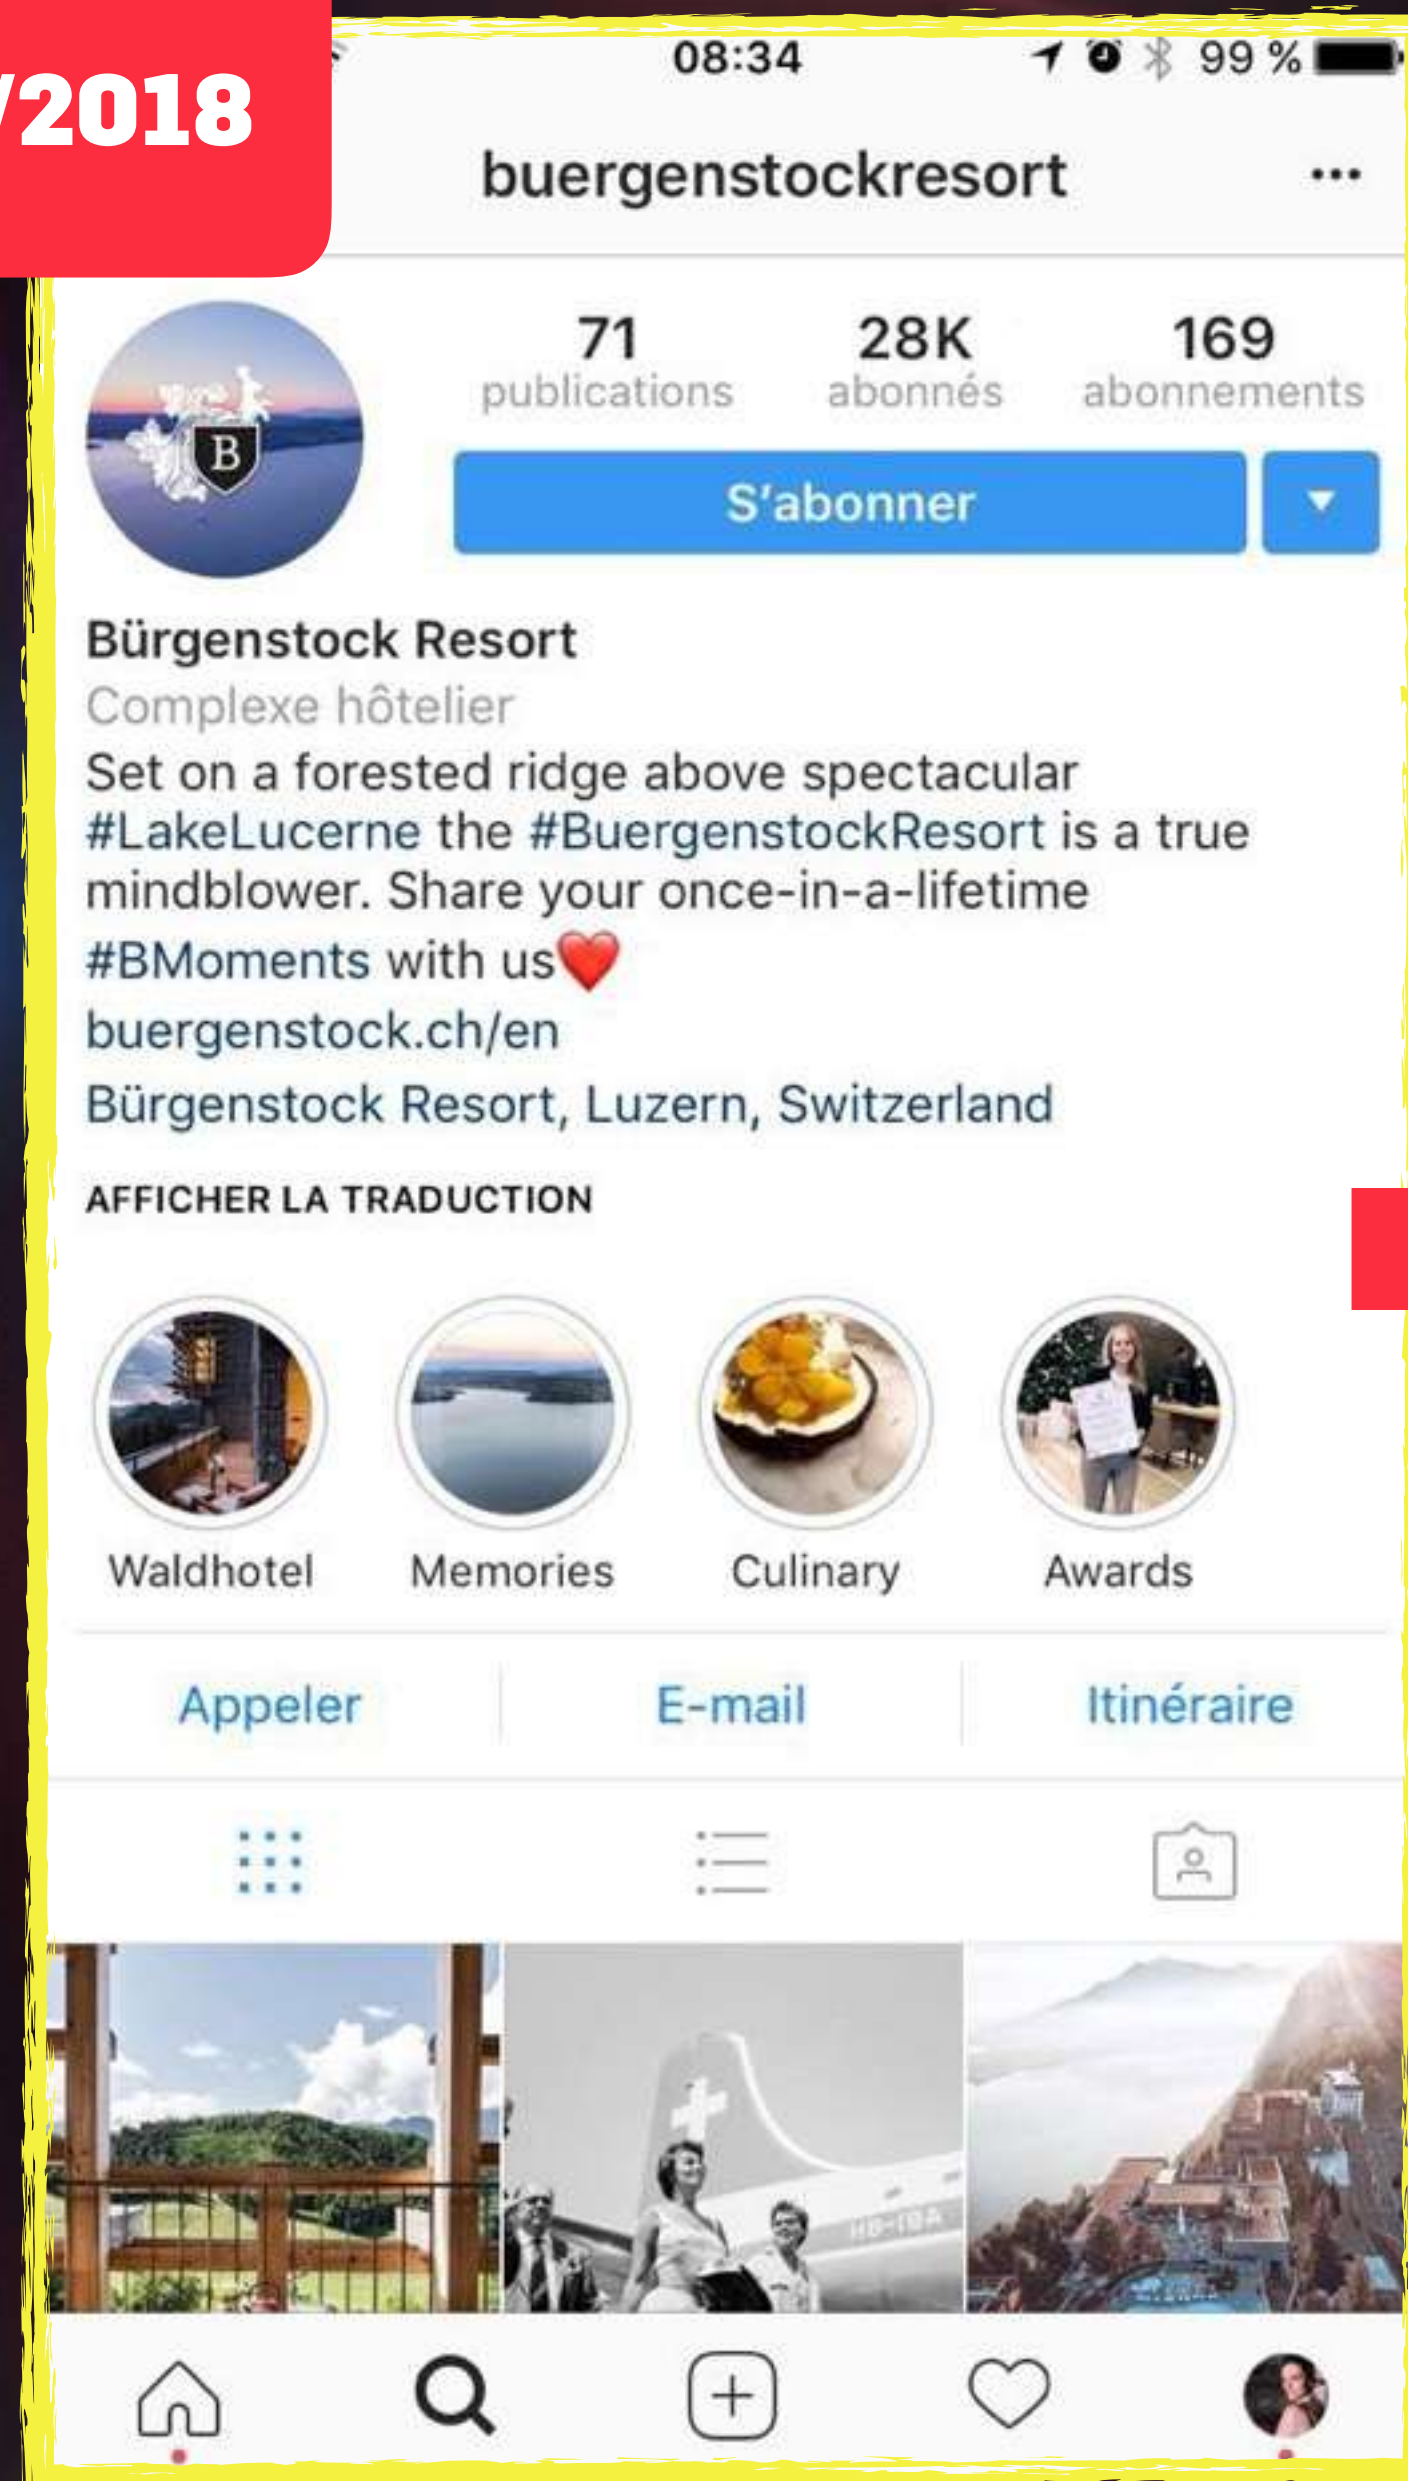 /2018
08:34
99 %
buergenstockresort
71
28K
169
publications
abonnés
abonnements
S'abonner
B
Bürgenstock Resort
Complexe hôtelier
Set on a forested ridge above spectacular
#LakeLucerne the #BuergenstockResort is a true
mindblower. Share your once-in-a-lifetime
#BMoments with us❤️
buergenstock.ch/en
Bürgenstock Resort, Luzern, Switzerland
AFFICHER LA TRADUCTION
Waldhotel
Memories
Culinary
Awards
Appeler
E-mail
Itinéraire